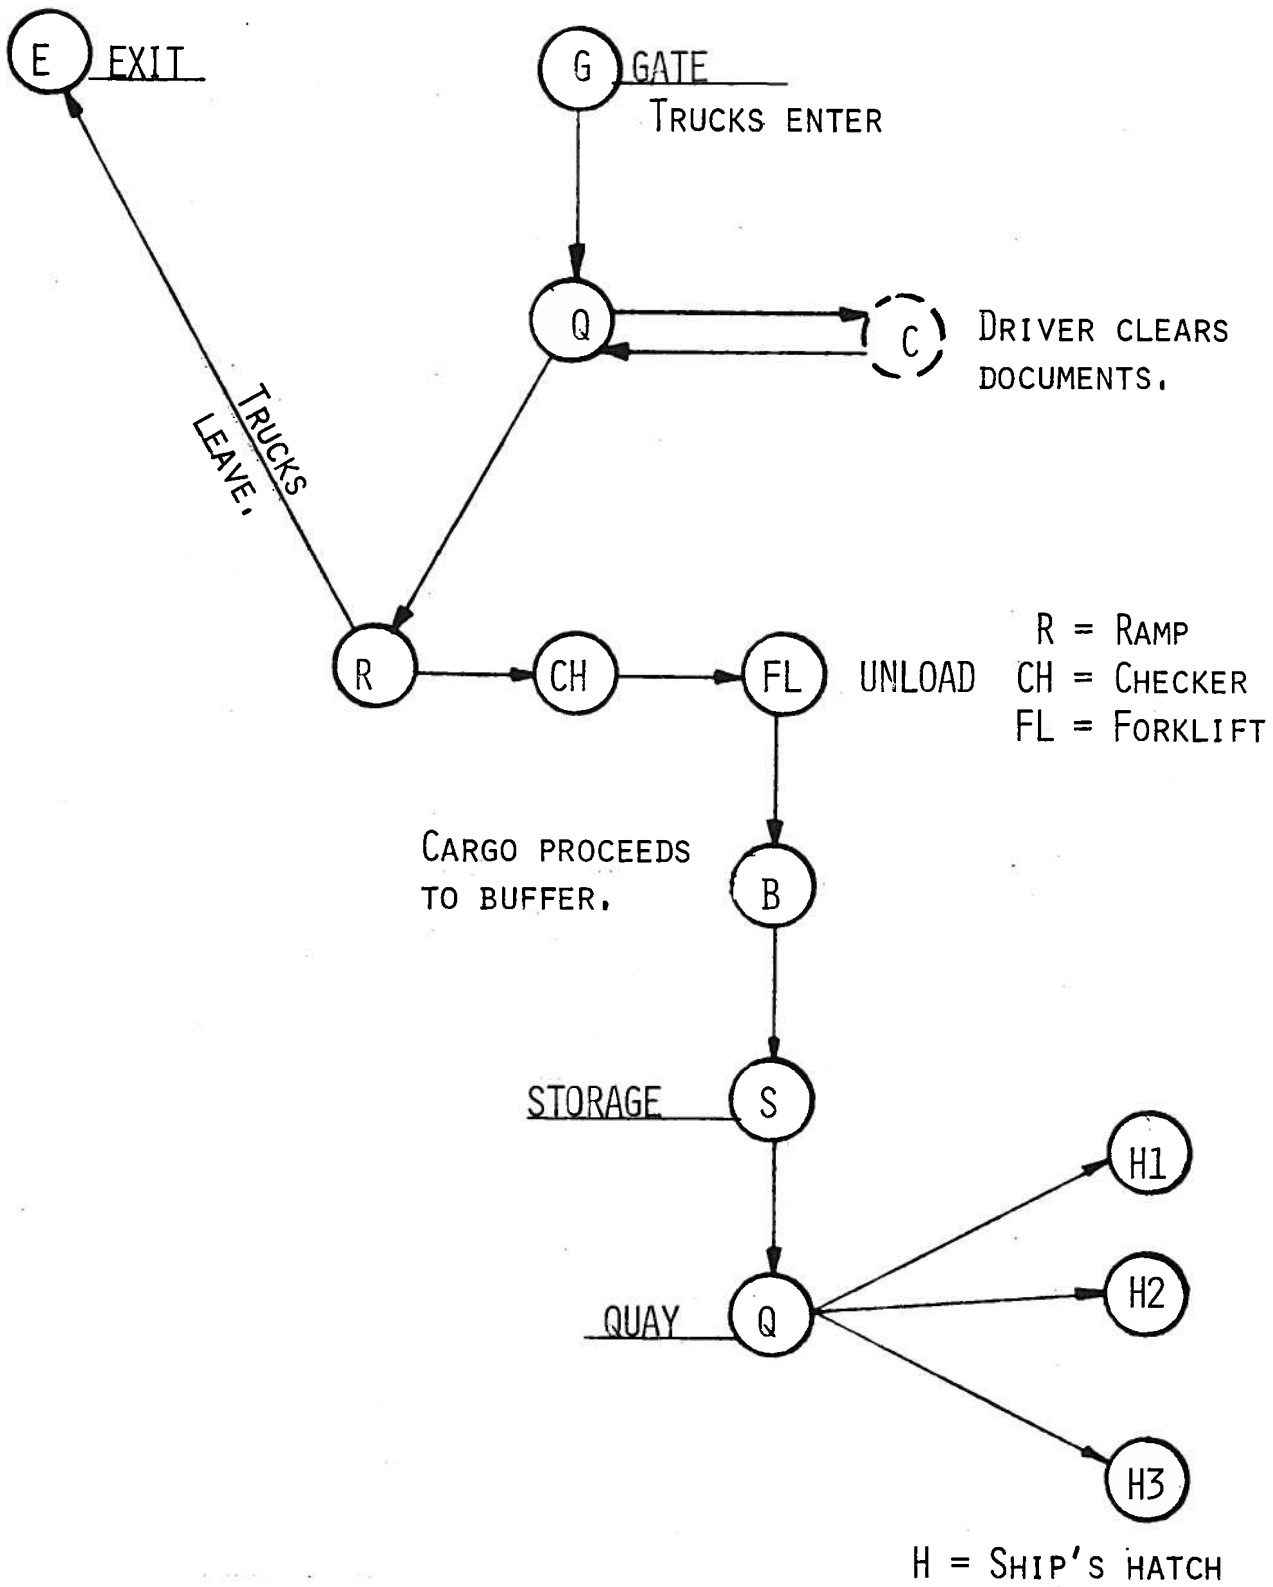 E EXIT
G GATE
TRUCKS ENTER
Q
C
DRIVER CLEARS
DOCUMENTS.
TRUCKS
LEAVE.
R
CH
FL
UNLOAD
R = RAMP
CH = CHECKER
FL = FORKLIFT
CARGO PROCEEDS
TO BUFFER.
B
STORAGE
S
H1
H2
QUAY
Q
H3
H = SHIP'S HATCH